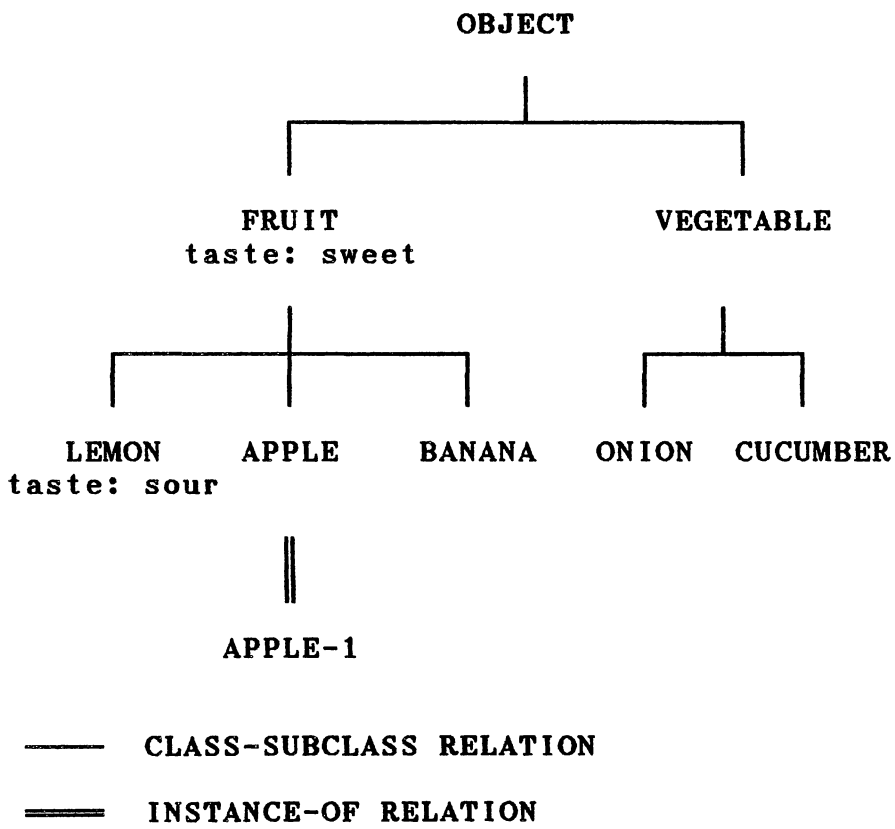 OBJECT
FRUIT VEGETABLE
taste: sweet
LEMON APPLE BANANA ONION CUCUMBER
taste: sour
APPLE-1
CLASS-SUBCLASS RELATION
INSTANCE-OF RELATION